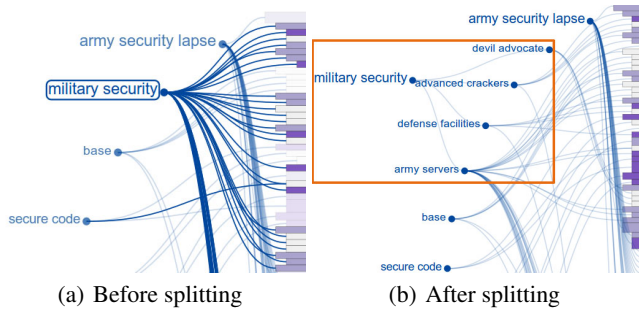 army security lapse
military security
base
secure code
army security lapse
devil advocate
military security
advanced crackers
defense facilities
army servers
base
secure code
(a) Before splitting
(b) After splitting